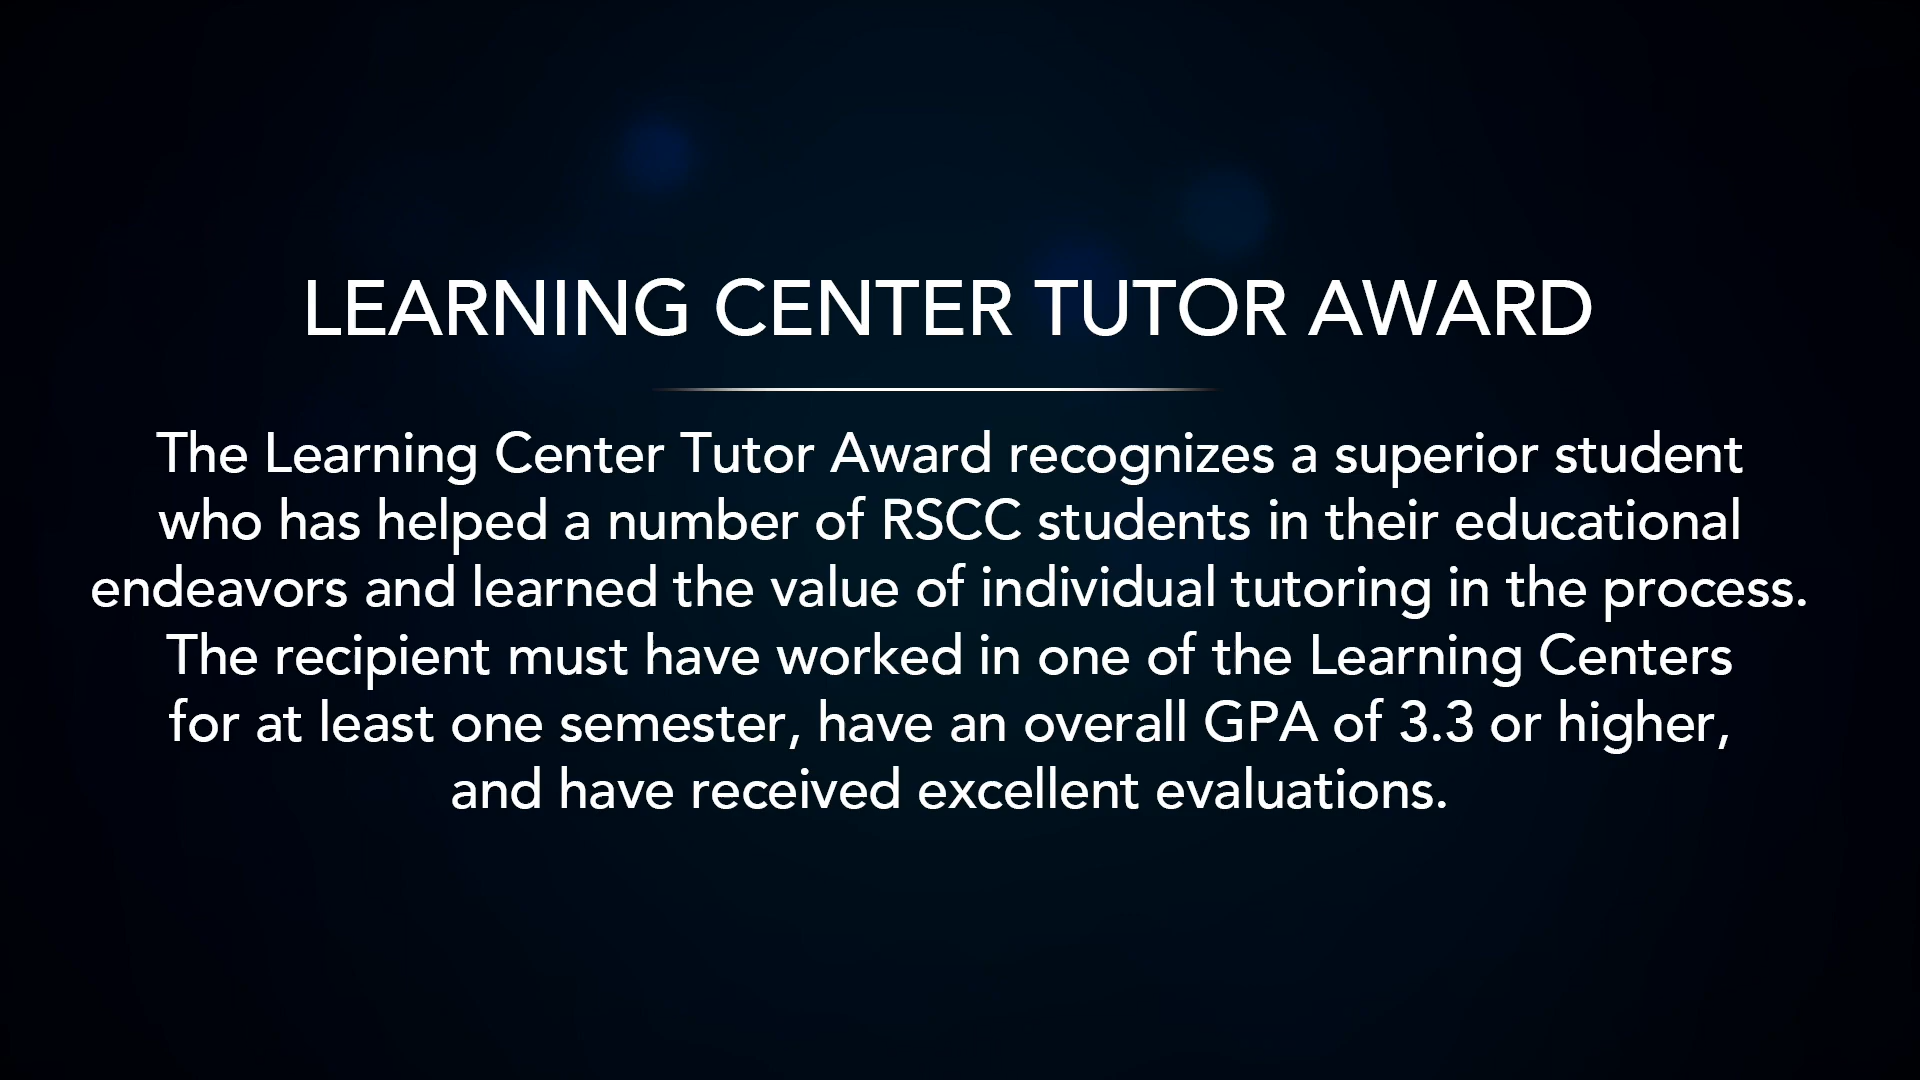 LEARNING CENTER TUTOR AWARD
The Learning Center Tutor Award recognizes a superior student
who has helped a number of RSCC students in their educational
endeavors and learned the value of individual tutoring in the process.
The recipient must have worked in one of the Learning Centers
for at least one semester, have an overall GPA of 3.3 or higher,
and have received excellent evaluations.